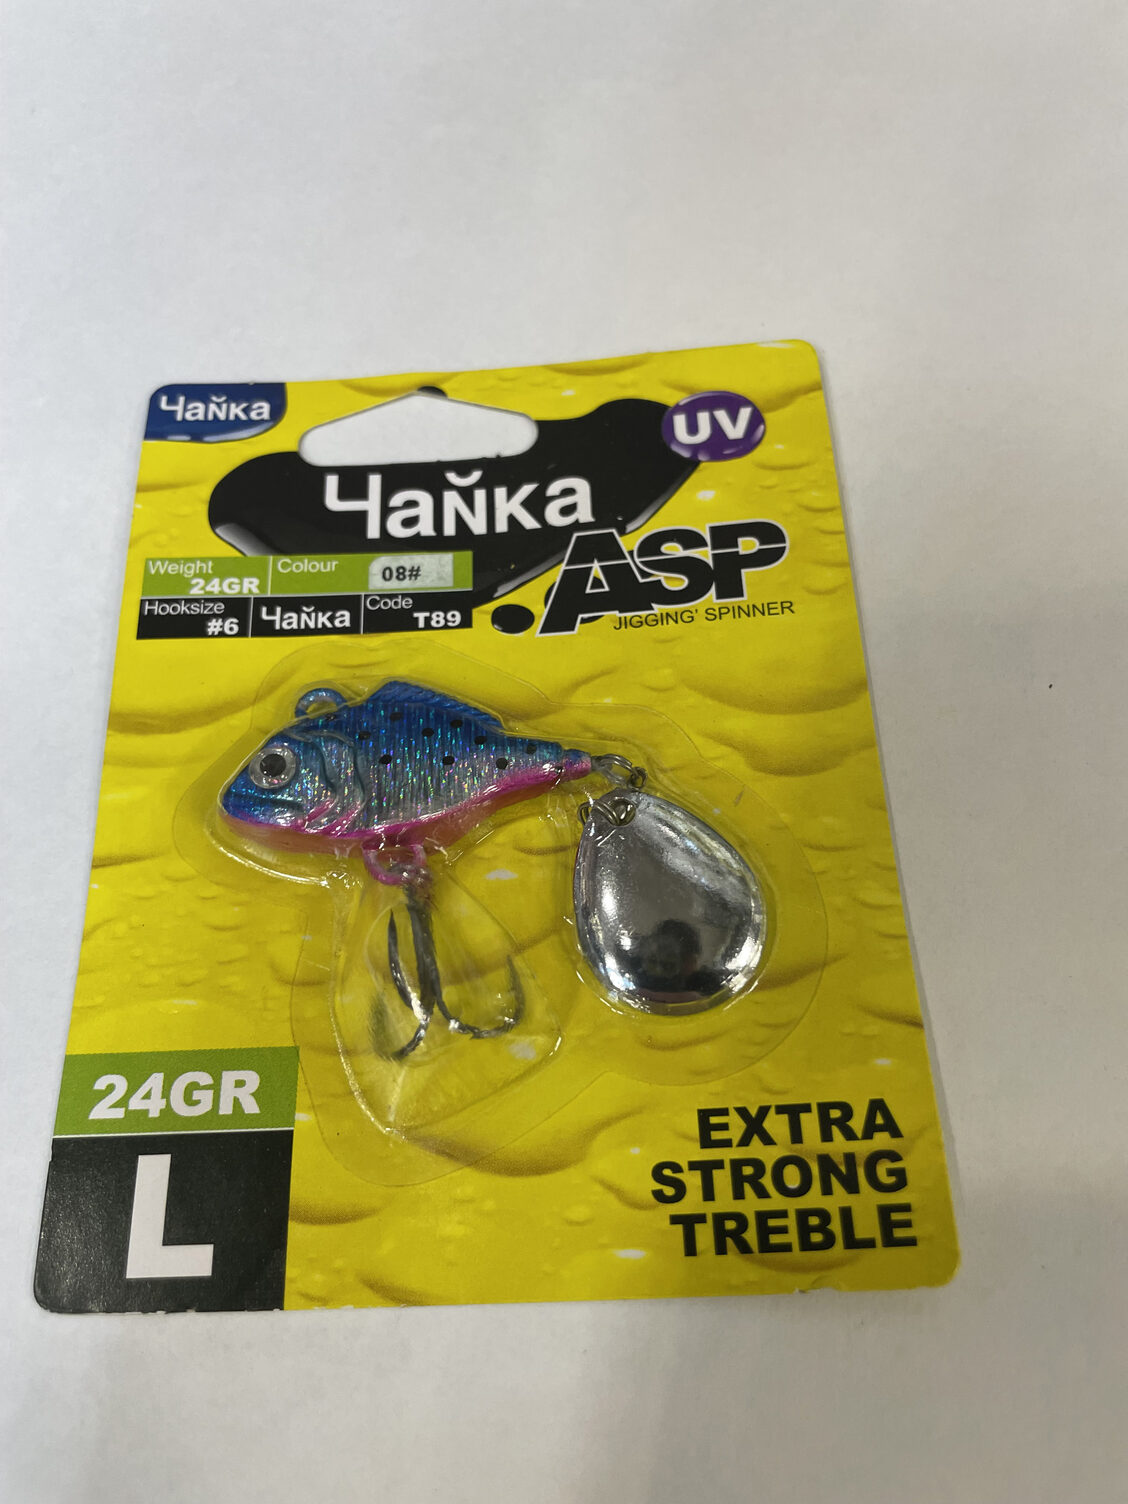 Чайка
UV
Чайка
ASP
JIGGING' SPINNER
Weight 24GR Colour 08#
Hooksize #6 Чайка Code T89
24GR
L
EXTRA
STRONG
TREBLE